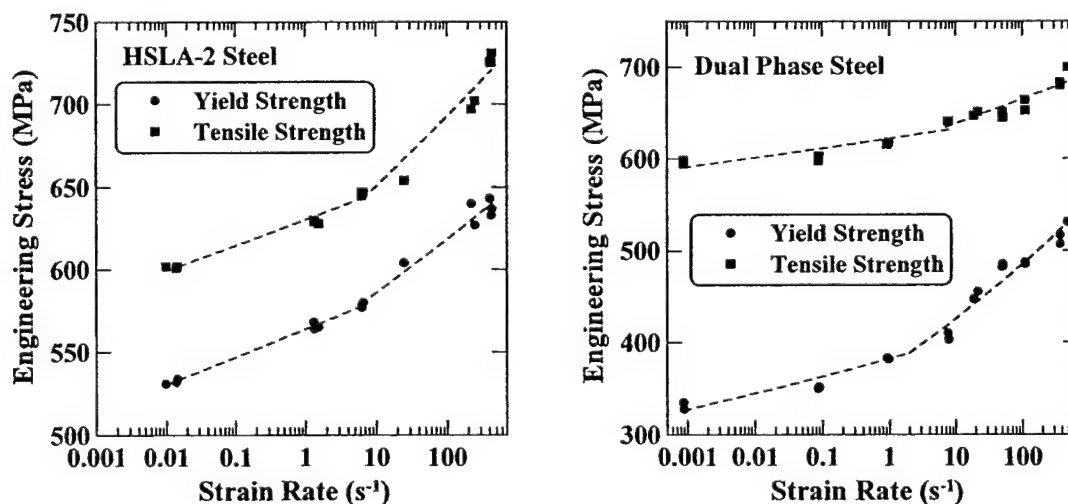 750
700
650
600
550
500
Engineering Stress (MPa)
HSLA-2 Steel
Yield Strength
Tensile Strength
0.001 0.01 0.1 1 10 100
Strain Rate (s⁻¹)
700
600
500
400
300
Engineering Stress (MPa)
Dual Phase Steel
Yield Strength
Tensile Strength
0.001 0.01 0.1 1 10 100
Strain Rate (s⁻¹)